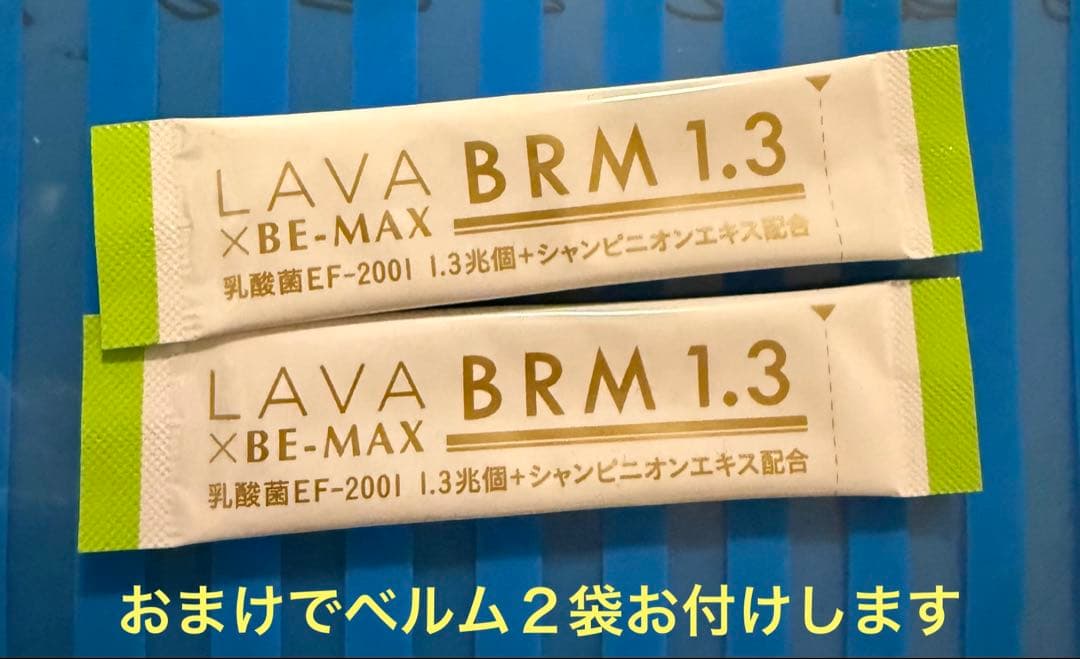 LAVA BRM 1.3
×BE-MAX
乳酸菌EF-2001 1.3兆個+シャンピニオンエキス配合
LAVA BRM 1.3
×BE-MAX
乳酸菌EF-2001 1.3兆個+シャンピニオンエキス配合
おまけでベルム２袋お付けします